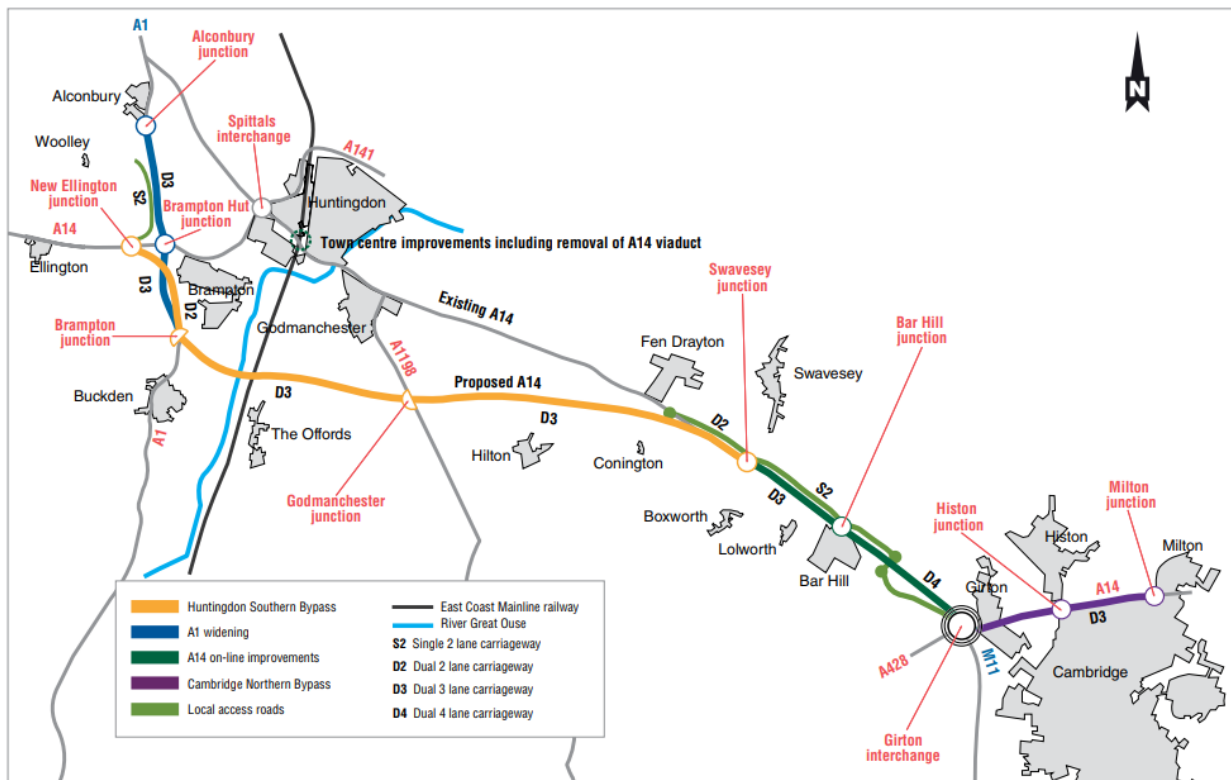 A1
Alconbury
junction
Alconbury
Spittals
interchange
Woolley
A141
D3
S2
New Ellington
junction
Brampton Hut
junction
Huntingdon
A14
Town centre improvements including removal of A14 viaduct
Ellington
D3
D2
Brampton
Swavesey
junction
Existing A14
Brampton
junction
Godmanchester
Bar Hill
junction
Fen Drayton
A1198
Swavesey
Proposed A14
Buckden
D3
D3
D2
A1
The Offords
Hilton
Conington
Godmanchester
junction
D3
S2
Milton
junction
Histon
junction
Boxworth
Lolworth
Histon
Milton
Bar Hill
D4
Girton
A14
D3
A428
M11
Cambridge
Girton
interchange
N
Huntingdon Southern Bypass
A1 widening
A14 on-line improvements
Cambridge Northern Bypass
Local access roads
East Coast Mainline railway
River Great Ouse
S2 Single 2 lane carriageway
D2 Dual 2 lane carriageway
D3 Dual 3 lane carriageway
D4 Dual 4 lane carriageway